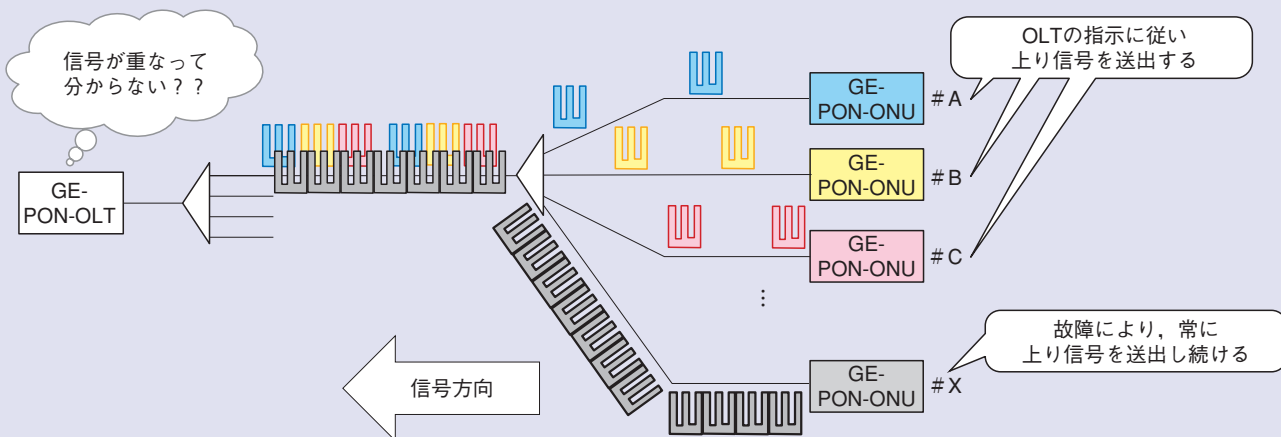 信号が重なって
分からない？？
OLTの指示に従い
上り信号を送出する
GE-
PON-ONU
＃A
GE-
PON-OLT
GE-
PON-ONU
＃B
GE-
PON-ONU
＃C
…
故障により，常に
上り信号を送出し続ける
信号方向
GE-
PON-ONU
＃X